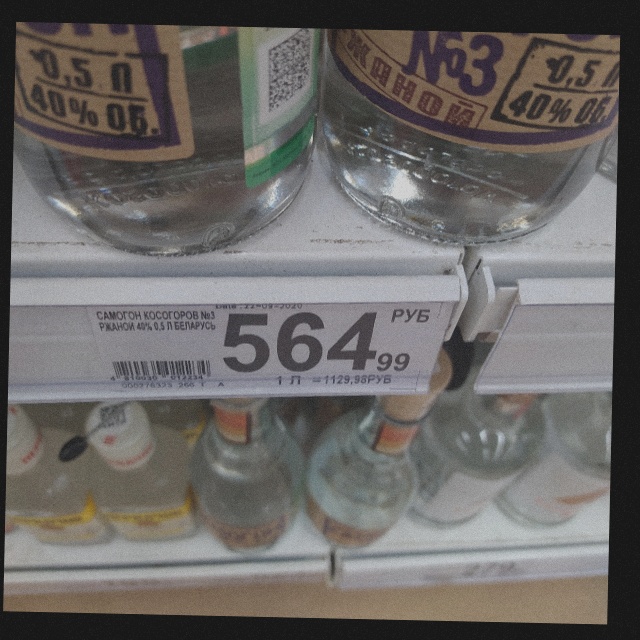 0,5 Л
40% Об.
№3
ЖАНОЙ
0,5 Л
40% Об.
САМОГОН КОСОГОРОВ №3
РЖАНОЙ 40% 0,5 Л БЕЛАРУСЬ
564 99
РУБ
1 Л =1129,98РУБ